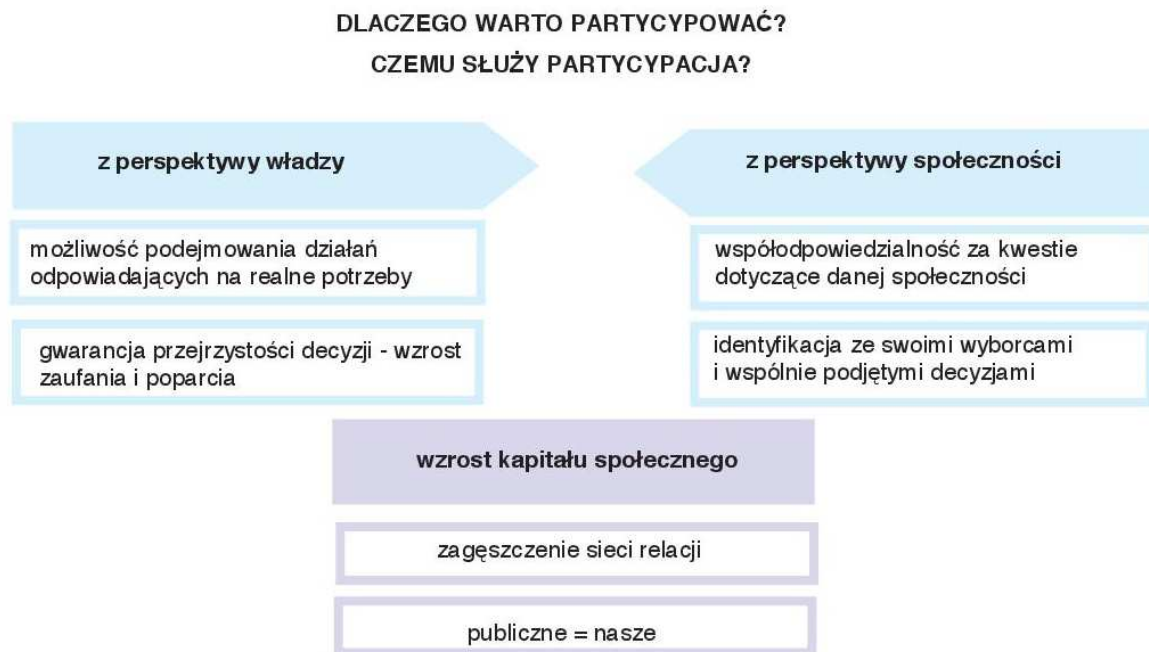 DLACZEGO WARTO PARTYCYPOWAĆ?
CZEMU SŁUŻY PARTYCYPACJA?
z perspektywy władzy
możliwość podejmowania działań
odpowiadających na realne potrzeby
gwarancja przejrzystości decyzji - wzrost
zaufania i poparcia
z perspektywy społeczności
współodpowiedzialność za kwestie
dotyczące danej społeczności
identyfikacja ze swoimi wyborcami
i wspólnie podjętymi decyzjami
wzrost kapitału społecznego
zagęszczenie sieci relacji
publiczne = nasze